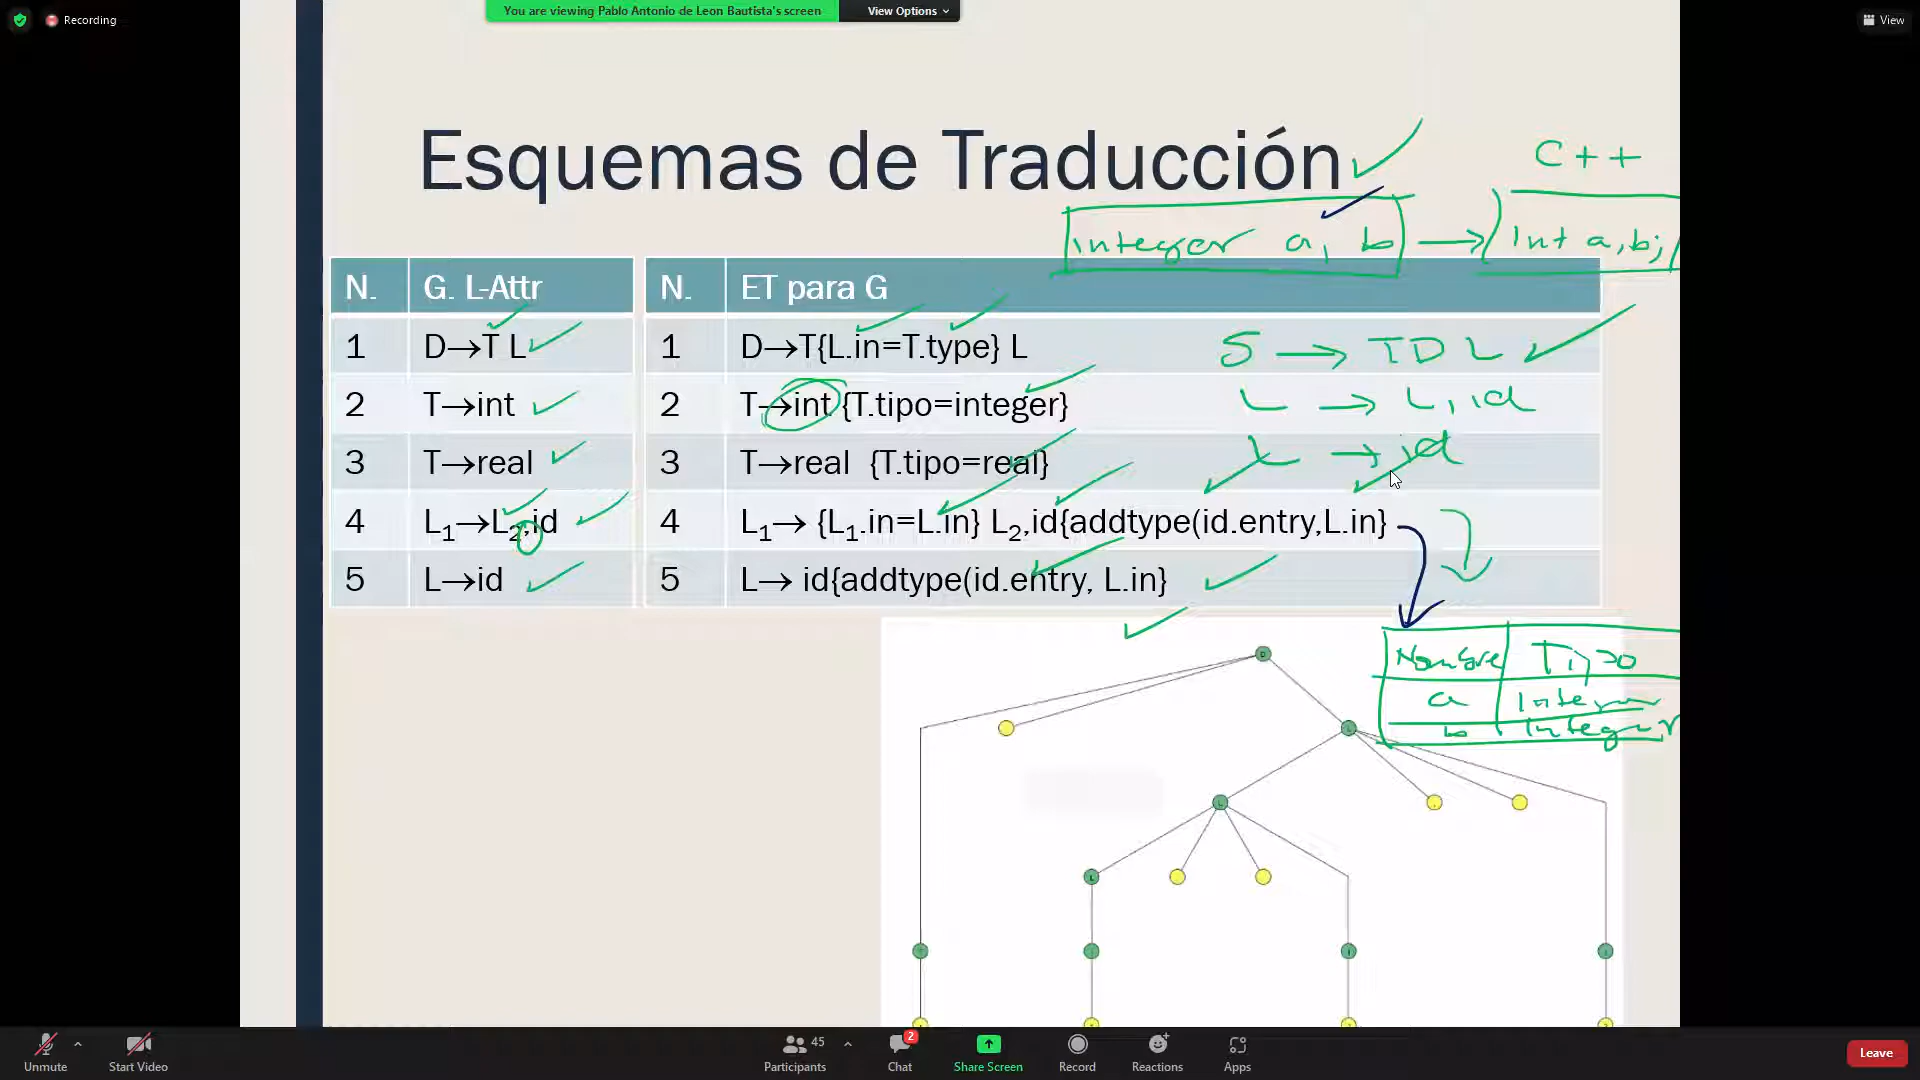 Recording
You are viewing Pablo Antonio de Leon Bautista's screen
View Options
View
Esquemas de Traducción
C++
integer a, b → int a,b;
N. G. L-Attr
1 D→T L
2 T→int
3 T→real
4 L1→L2,id
5 L→id
N. ET para G
1 D→T{L.in=T.type} L
2 T→int {T.tipo=integer}
3 T→real {T.tipo=real}
4 L1→ {L1.in=L.in} L2,id{addtype(id.entry,L.in}
5 L→ id{addtype(id.entry, L.in}
S → TD L
L → L, id
L → id
Nombre Tipo
a Integer
b Integer
D
L
L
L
Unmute
Start Video
Participants
45
Chat
2
Share Screen
Record
Reactions
Apps
Leave